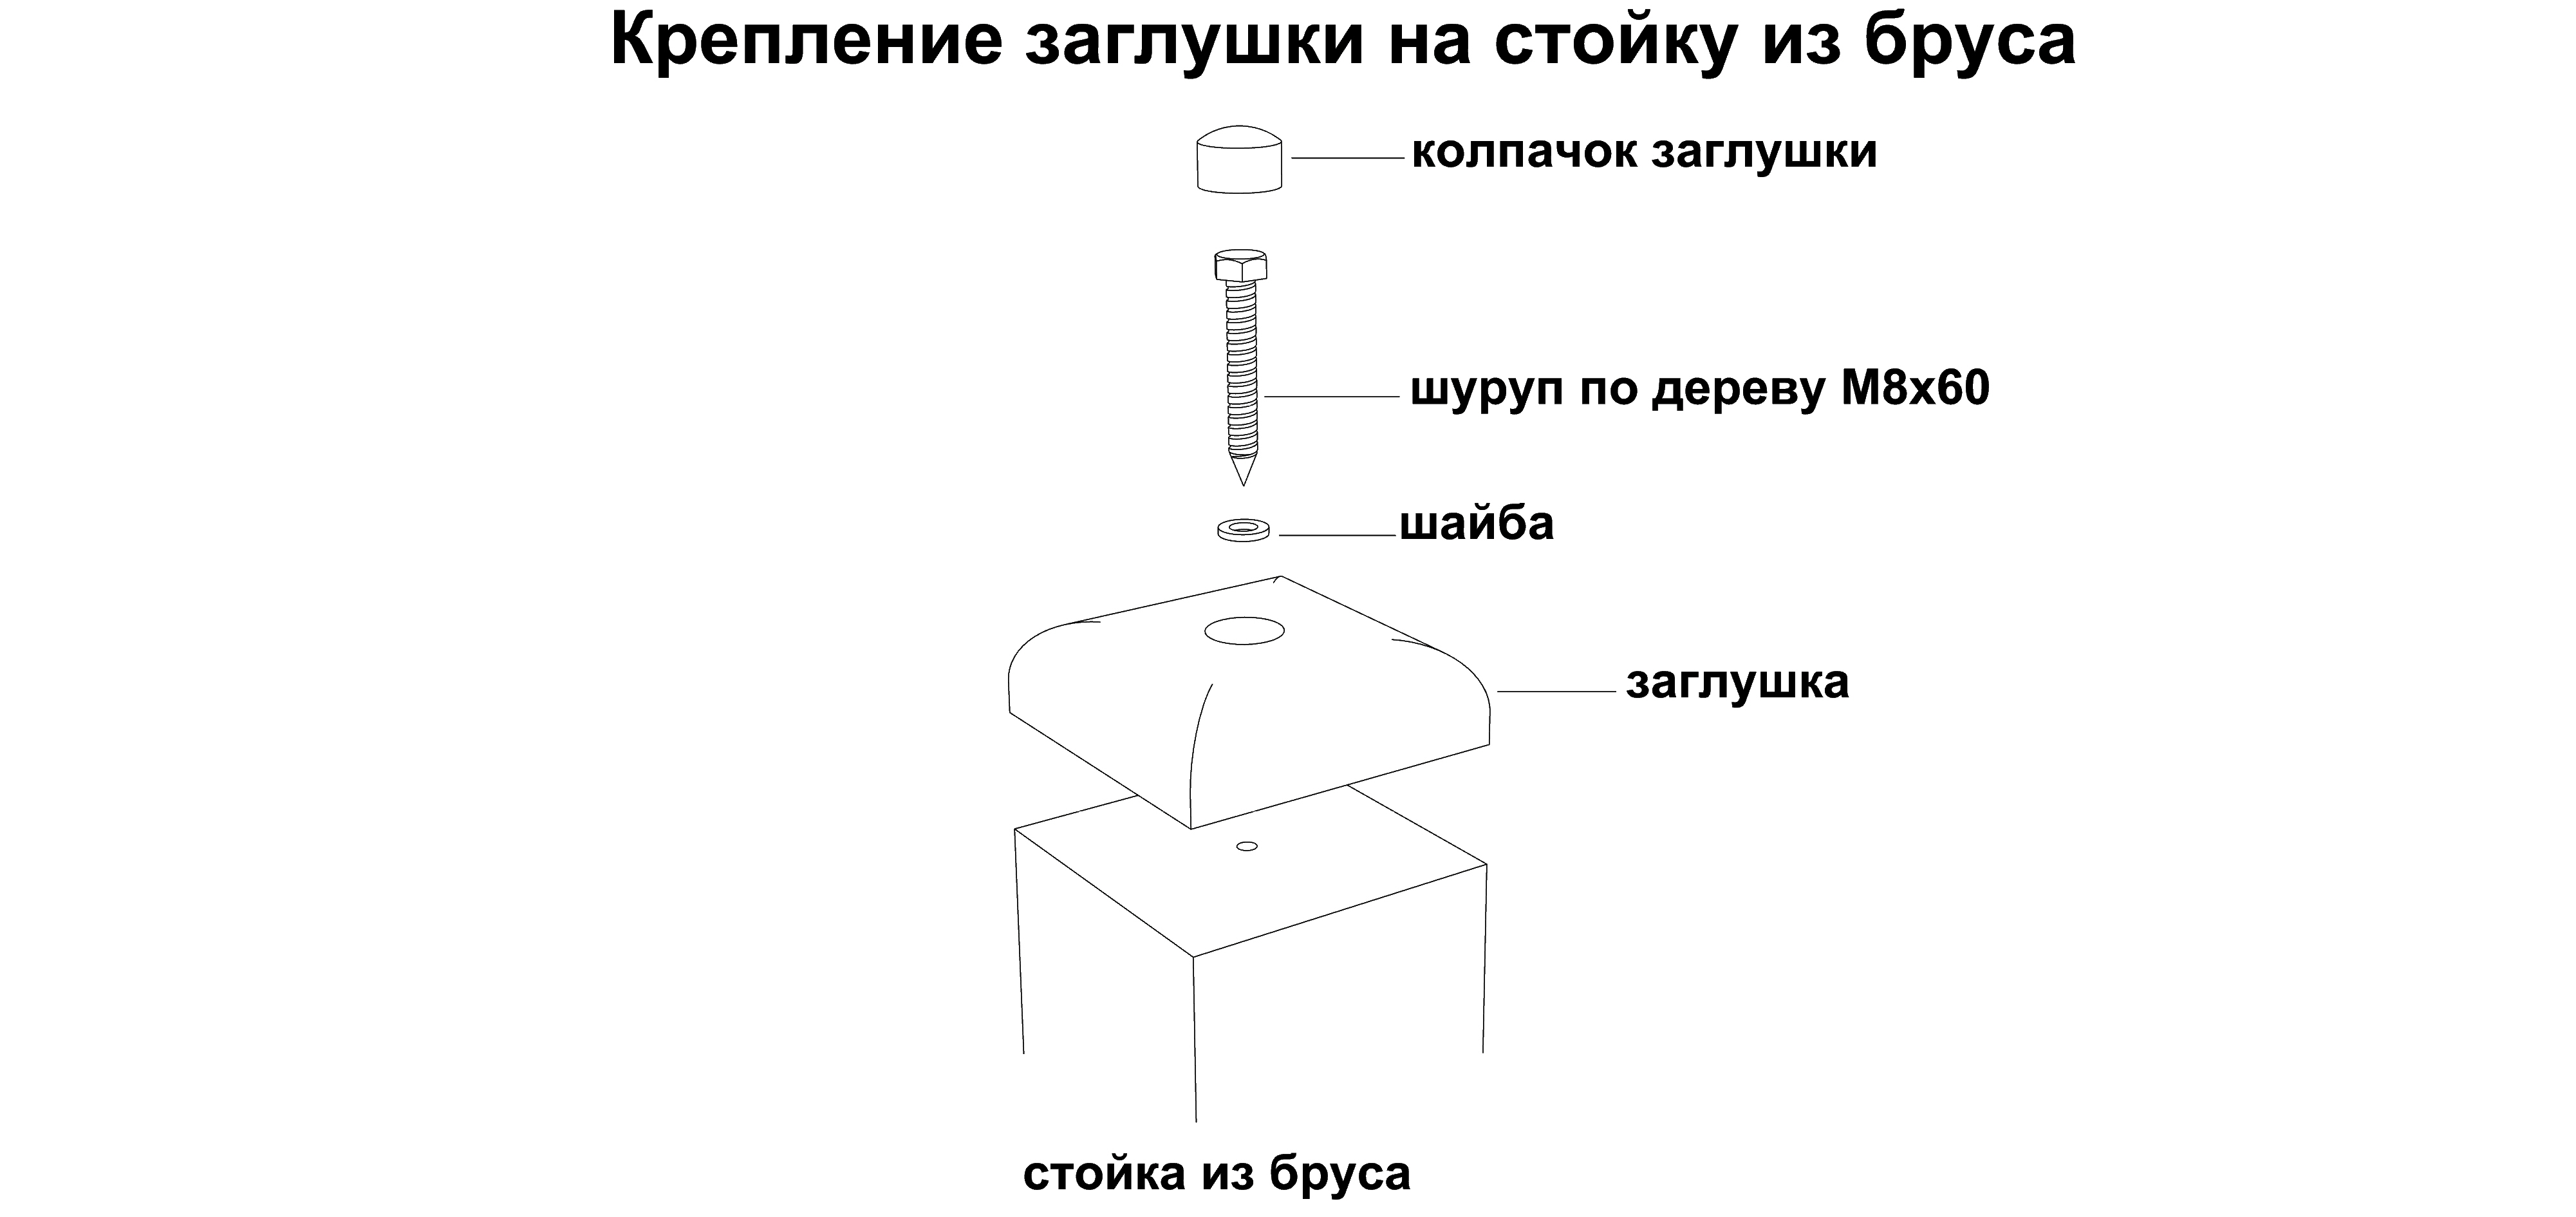 Крепление заглушки на стойку из бруса
колпачок заглушки
шуруп по дереву М8х60
шайба
заглушка
стойка из бруса